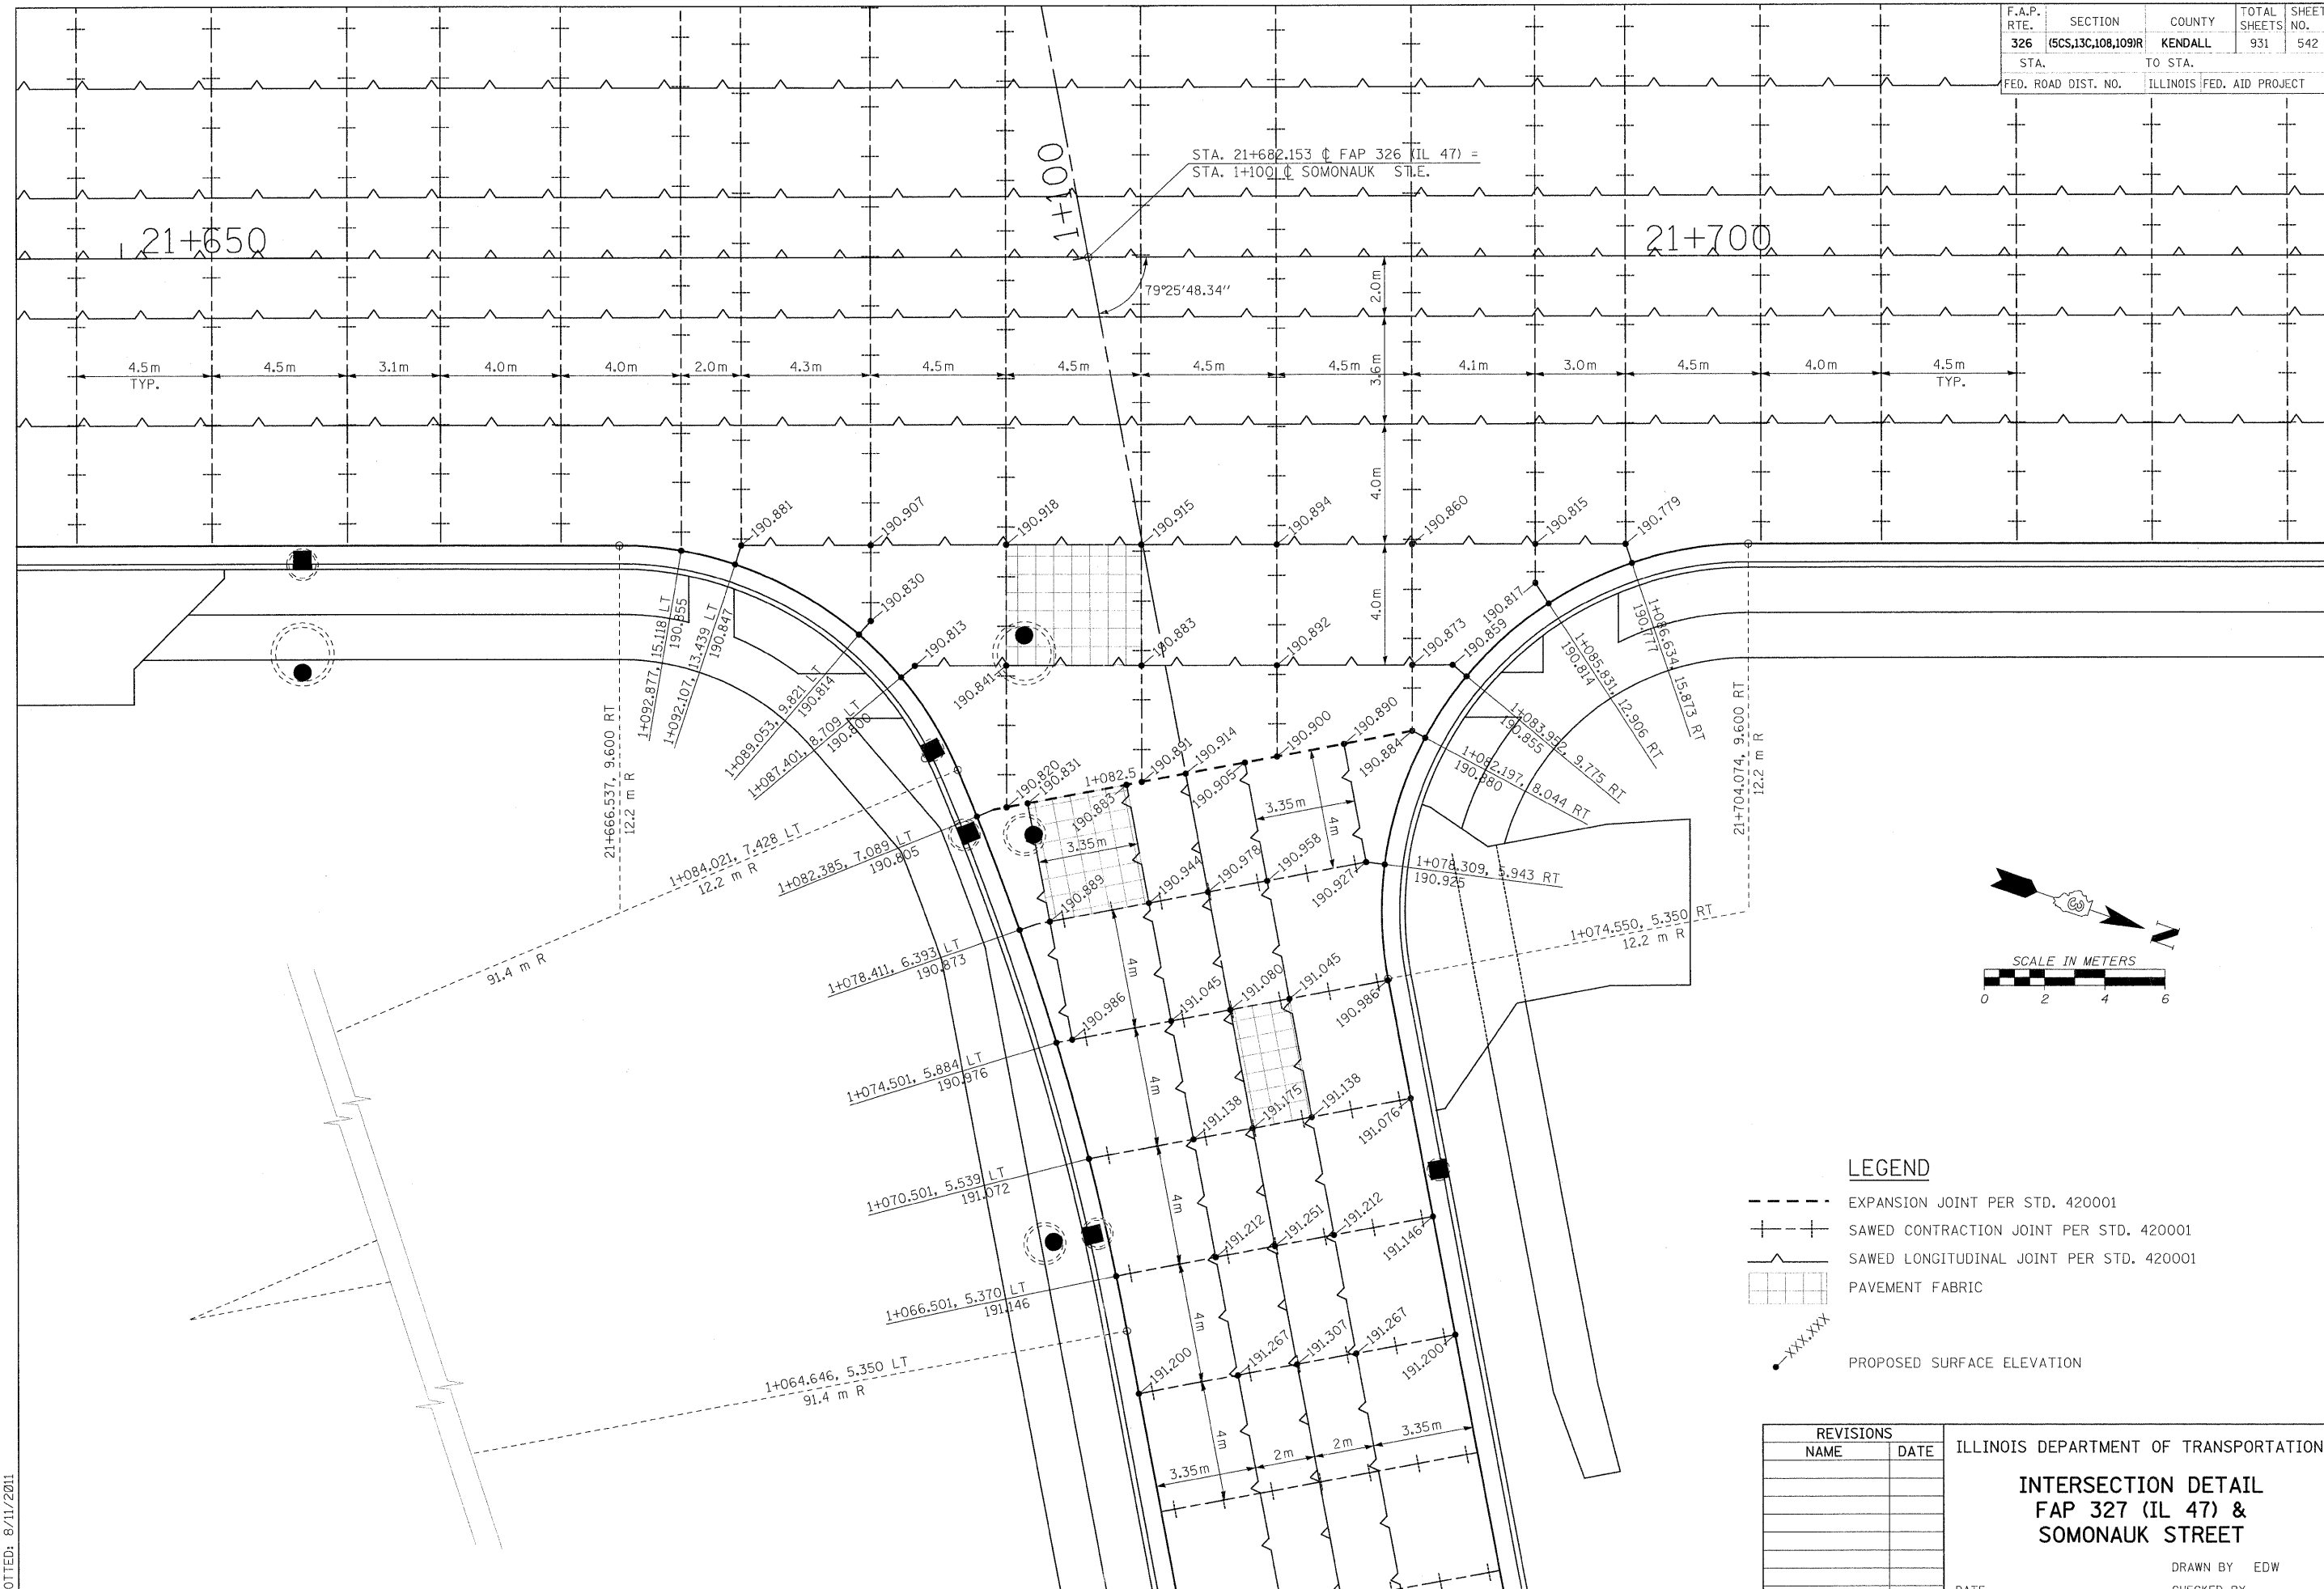 F.A.P. RTE. SECTION COUNTY TOTAL SHEETS SHEET NO.
326 (5CS,13C,108,109)R KENDALL 931 542
STA. TO STA.
FED. ROAD DIST. NO. ILLINOIS FED. AID PROJECT
STA. 21+682.153 ℄ FAP 326 (IL 47) =
STA. 1+100 ℄ SOMONAUK ST.E.
1+100
21+650
21+700
79°25'48.34"
2.0m
3.6m
4.0m
4.0m
4.5m TYP.
4.5m
3.1m
4.0m
4.0m
2.0m
4.3m
4.5m
4.5m
4.5m
4.5m
4.1m
3.0m
4.5m
4.0m
4.5m TYP.
190.881
190.907
190.918
190.915
190.894
190.860
190.815
190.779
190.830
190.813
190.841
190.883
190.892
190.873
190.859
190.817
1+092.877, 15.118 LT
190.855
1+092.107, 13.439 LT
190.847
1+089.053, 9.821 LT
190.814
1+087.401, 8.709 LT
190.800
21+666.537, 9.600 RT
12.2 m R
1+086.634, 15.873 RT
190.777
1+085.831, 12.906 RT
190.814
1+083.952, 9.775 RT
190.855
1+082.197, 8.044 RT
190.880
21+704.074, 9.600 RT
12.2 m R
190.820
190.831
1+082.5
190.883
190.891
190.914
190.905
190.900
190.890
190.884
3.35m
4m
3.35m
1+084.021, 7.428 LT
12.2 m R
91.4 m R
1+082.385, 7.089 LT
190.805
190.889
190.944
190.978
190.958
190.927
1+078.309, 5.943 RT
190.925
1+078.411, 6.393 LT
190.873
4m
1+074.550, 5.350 RT
12.2 m R
190.986
191.045
191.080
191.045
190.986
1+074.501, 5.884 LT
190.976
4m
191.138
191.175
191.138
191.076
1+070.501, 5.539 LT
191.072
4m
191.212
191.251
191.212
191.146
1+066.501, 5.370 LT
191.146
4m
191.200
191.267
191.307
191.267
191.200
1+064.646, 5.350 LT
91.4 m R
4m
3.35m
2m
2m
3.35m
N
SCALE IN METERS
0 2 4 6
LEGEND
EXPANSION JOINT PER STD. 420001
SAWED CONTRACTION JOINT PER STD. 420001
SAWED LONGITUDINAL JOINT PER STD. 420001
PAVEMENT FABRIC
XXX.XXX
PROPOSED SURFACE ELEVATION
REVISIONS
NAME DATE
ILLINOIS DEPARTMENT OF TRANSPORTATION
INTERSECTION DETAIL
FAP 327 (IL 47) &
SOMONAUK STREET
DRAWN BY EDW
OTTED: 8/11/2011